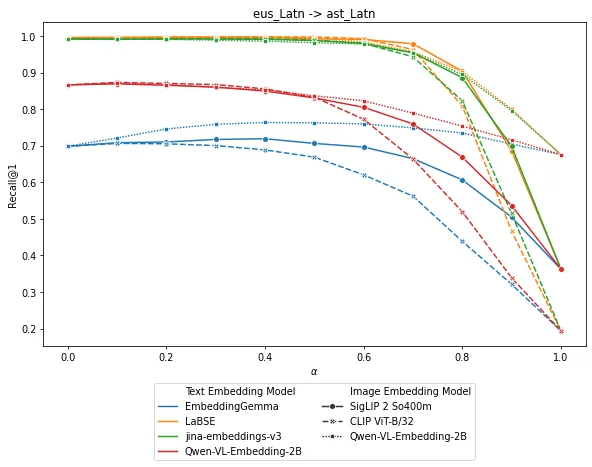 eus_Latn -> ast_Latn
Recall@1
1.0
0.9
0.8
0.7
0.6
0.5
0.4
0.3
0.2
0.0 0.2 0.4 0.6 0.8 1.0
α
Text Embedding Model
EmbeddingGemma
LaBSE
jina-embeddings-v3
Qwen-VL-Embedding-2B
Image Embedding Model
SigLIP 2 So400m
CLIP ViT-B/32
Qwen-VL-Embedding-2B